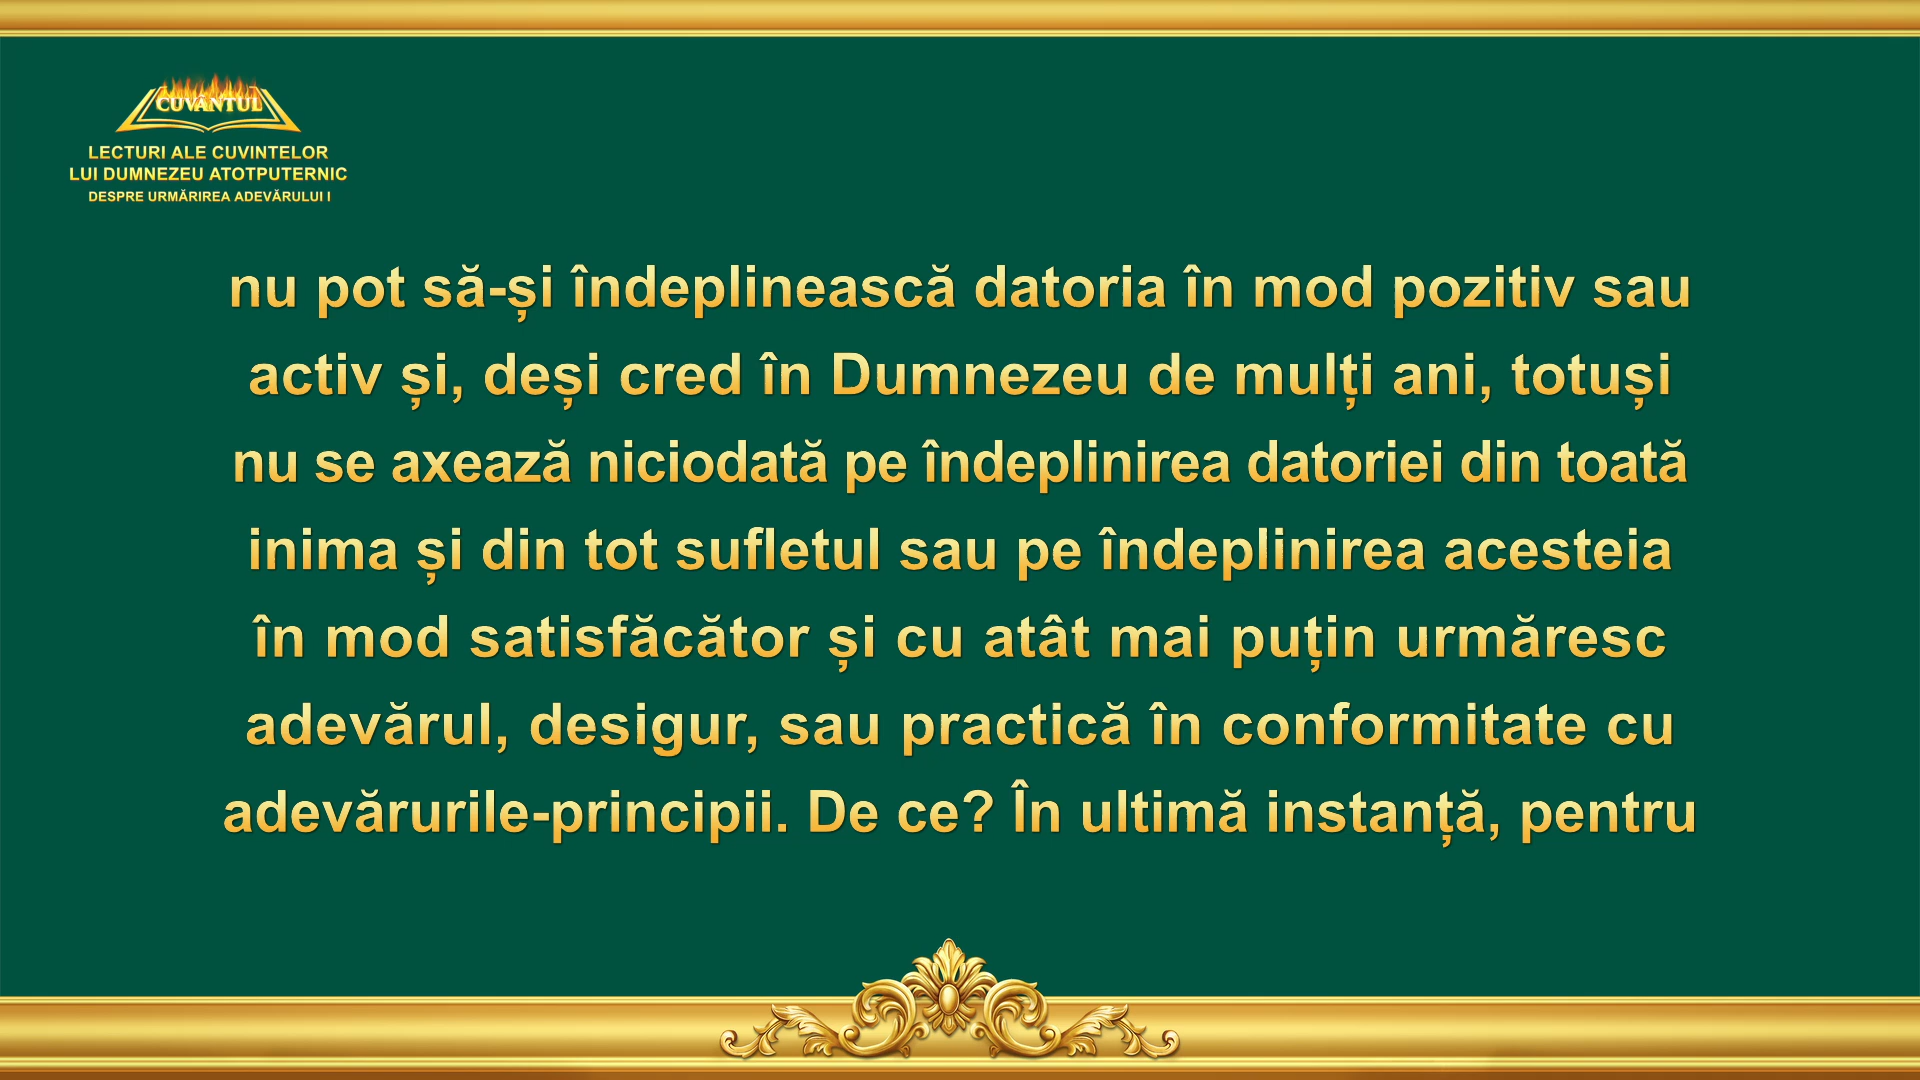 CUVÂNTUL
LECTURI ALE CUVINTELOR
LUI DUMNEZEU ATOTPUTERNIC
DESPRE URMĂRIREA ADEVĂRULUI I
nu pot să-și îndeplinească datoria în mod pozitiv sau
activ și, deși cred în Dumnezeu de mulți ani, totuși
nu se axează niciodată pe îndeplinirea datoriei din toată
inima și din tot sufletul sau pe îndeplinirea acesteia
în mod satisfăcător și cu atât mai puțin urmăresc
adevărul, desigur, sau practică în conformitate cu
adevărurile-principii. De ce? În ultimă instanță, pentru